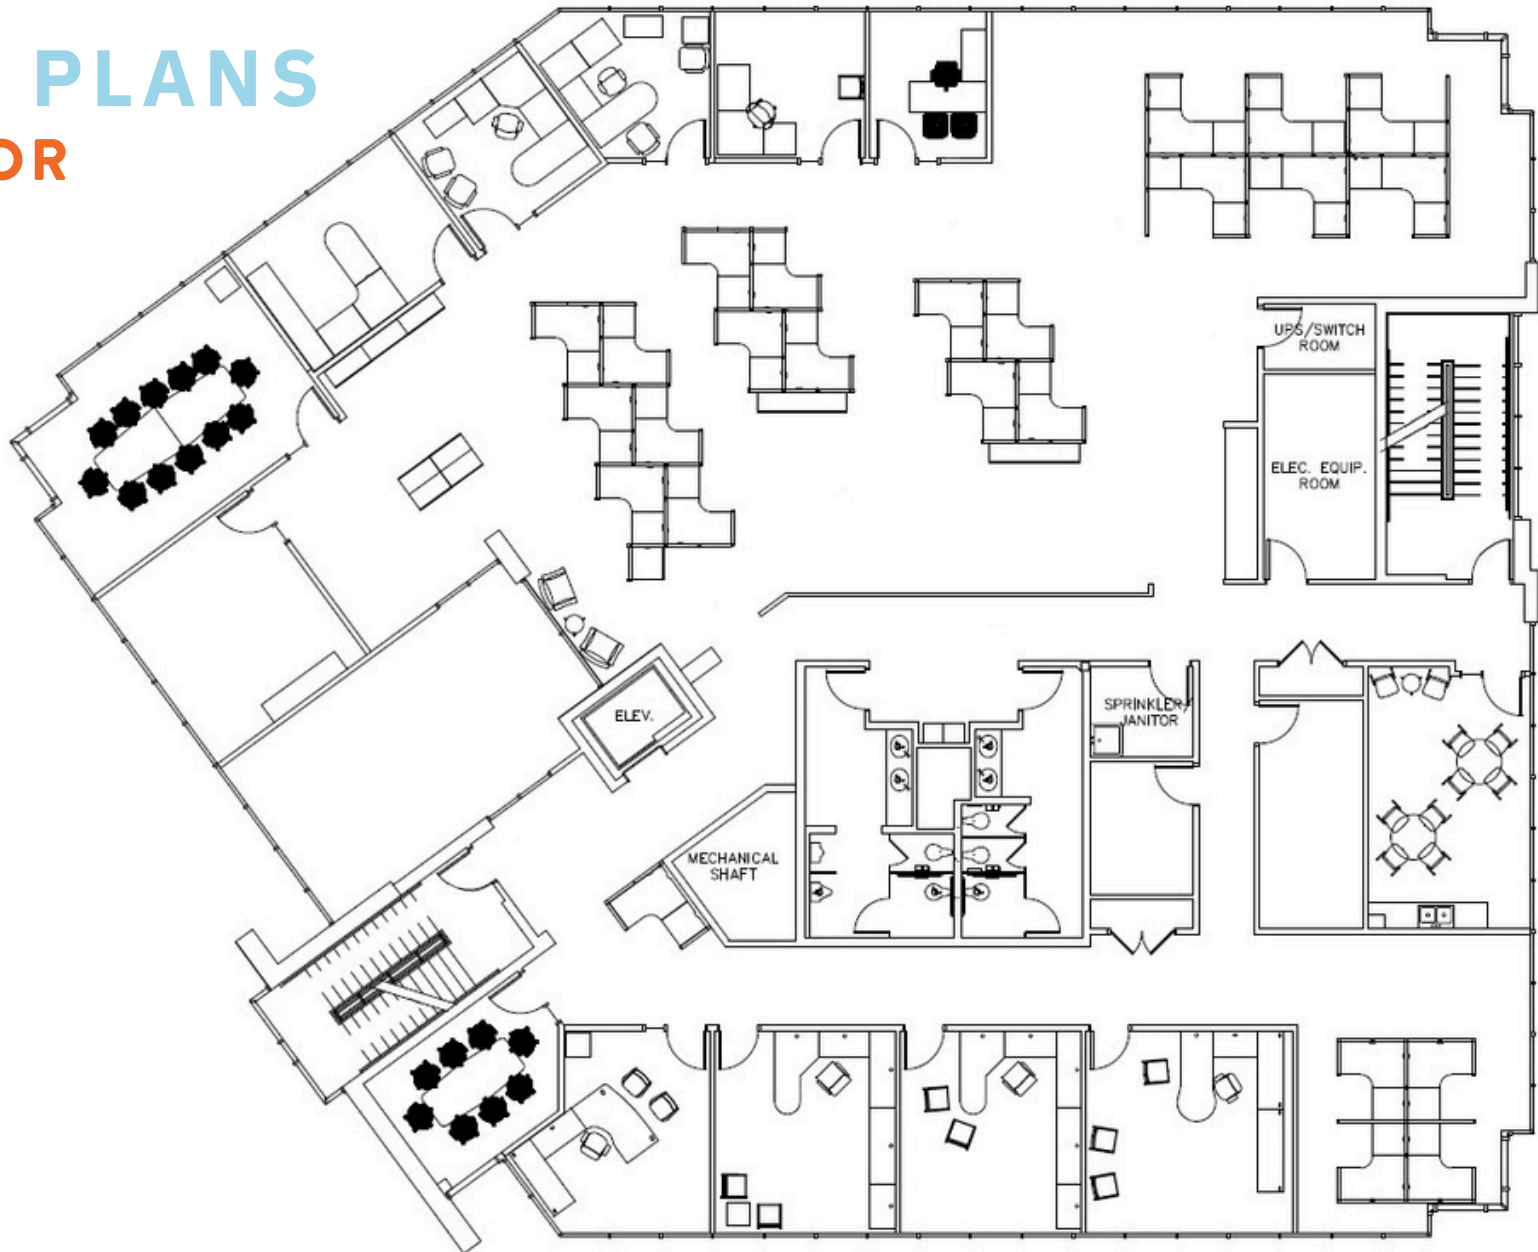 PLANS
OR
UPS/SWITCH
ROOM
ELEC. EQUIP.
ROOM
ELEV.
SPRINKLER/
JANITOR
MECHANICAL
SHAFT